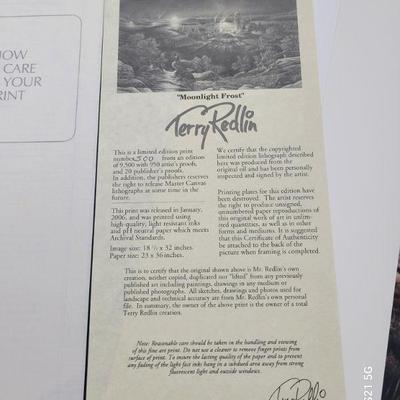 HOW
CARE
YOUR
PRINT
"Moonlight Frost"
Terry Redlin
This is a limited edition print
number 500 from an edition
of 9,500 with 950 artist's proofs,
and 20 publisher's proofs.
In addition, the publishers reserves
the right to release Master Canvas
lithographs at some time in the
future.
This print was released in January,
2006, and was printed using
high-quality; light resistant inks
and pH neutral paper which meets
Archival Standards.
Image size: 18 1/2 x 32 inches.
Paper size: 23 x 36 inches.
We certify that the copyrighted
limited edition lithograph described
here was produced from the
original oil and has been personally
inspected and signed by the artist.
Printing plates for this edition have
been destroyed. The artist reserves
the right to produce unsigned,
unnumbered paper reproductions of
this original work of art in unlim-
ited quantities, as well as in other
forms and mediums. It is suggested
that this Certificate of Authenticity
be attached to the back of the
picture when framing is completed.
This is to certify that the original shown above is Mr. Redlin's own
creation, neither copied, duplicated nor "lifted" from any previously
published art including paintings, drawings in any medium or
published photographs. All sketches, drawings and photos used for
landscape and technical accuracy are from Mr. Redlin's own personal
file. In summary, the owner of the above print is the owner of a total
Terry Redlin creation.
Note: Reasonable care should be taken in the handling and viewing
of this fine art print. Do not use cleaner to remove finger prints from
surface of print. To insure the lasting quality of the paper and to prevent
any fading of the light fast inks hang in a subdued area away from strong
fluorescent light and outside windows.
Terry Redlin
S21 5G